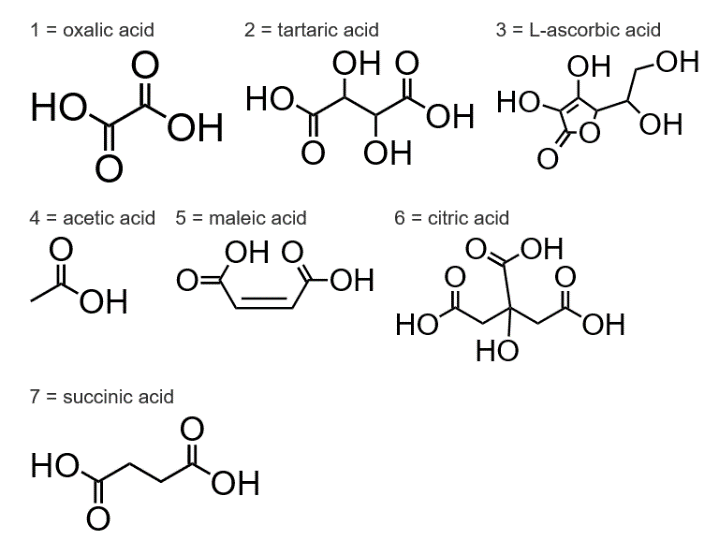 1 = oxalic acid 2 = tartaric acid 3 = L-ascorbic acid
O OH O OH OH
HO HO HO
OH OH OH
O O OH O O
4 = acetic acid 5 = maleic acid 6 = citric acid
O OH O O OH
O OH O O
OH HO OH
HO
7 = succinic acid
O
HO
OH
O